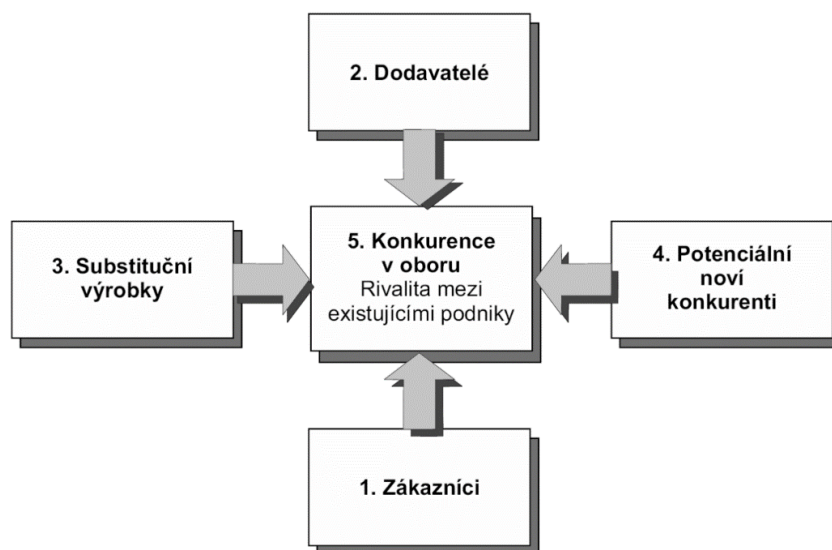 2. Dodavatelé
3. Substituční
výrobky
5. Konkurence
v oboru
Rivalita mezi
existujícími podniky
4. Potenciální
noví
konkurenti
1. Zákazníci